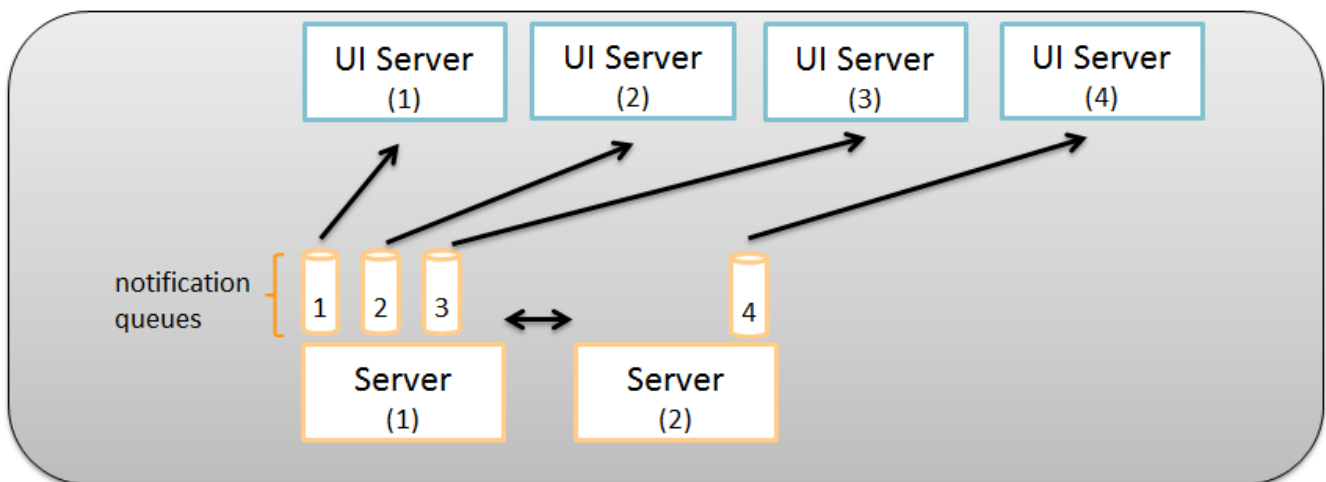 UI Server
(1)
UI Server
(2)
UI Server
(3)
UI Server
(4)
notification
queues
1
2
3
4
Server
(1)
Server
(2)